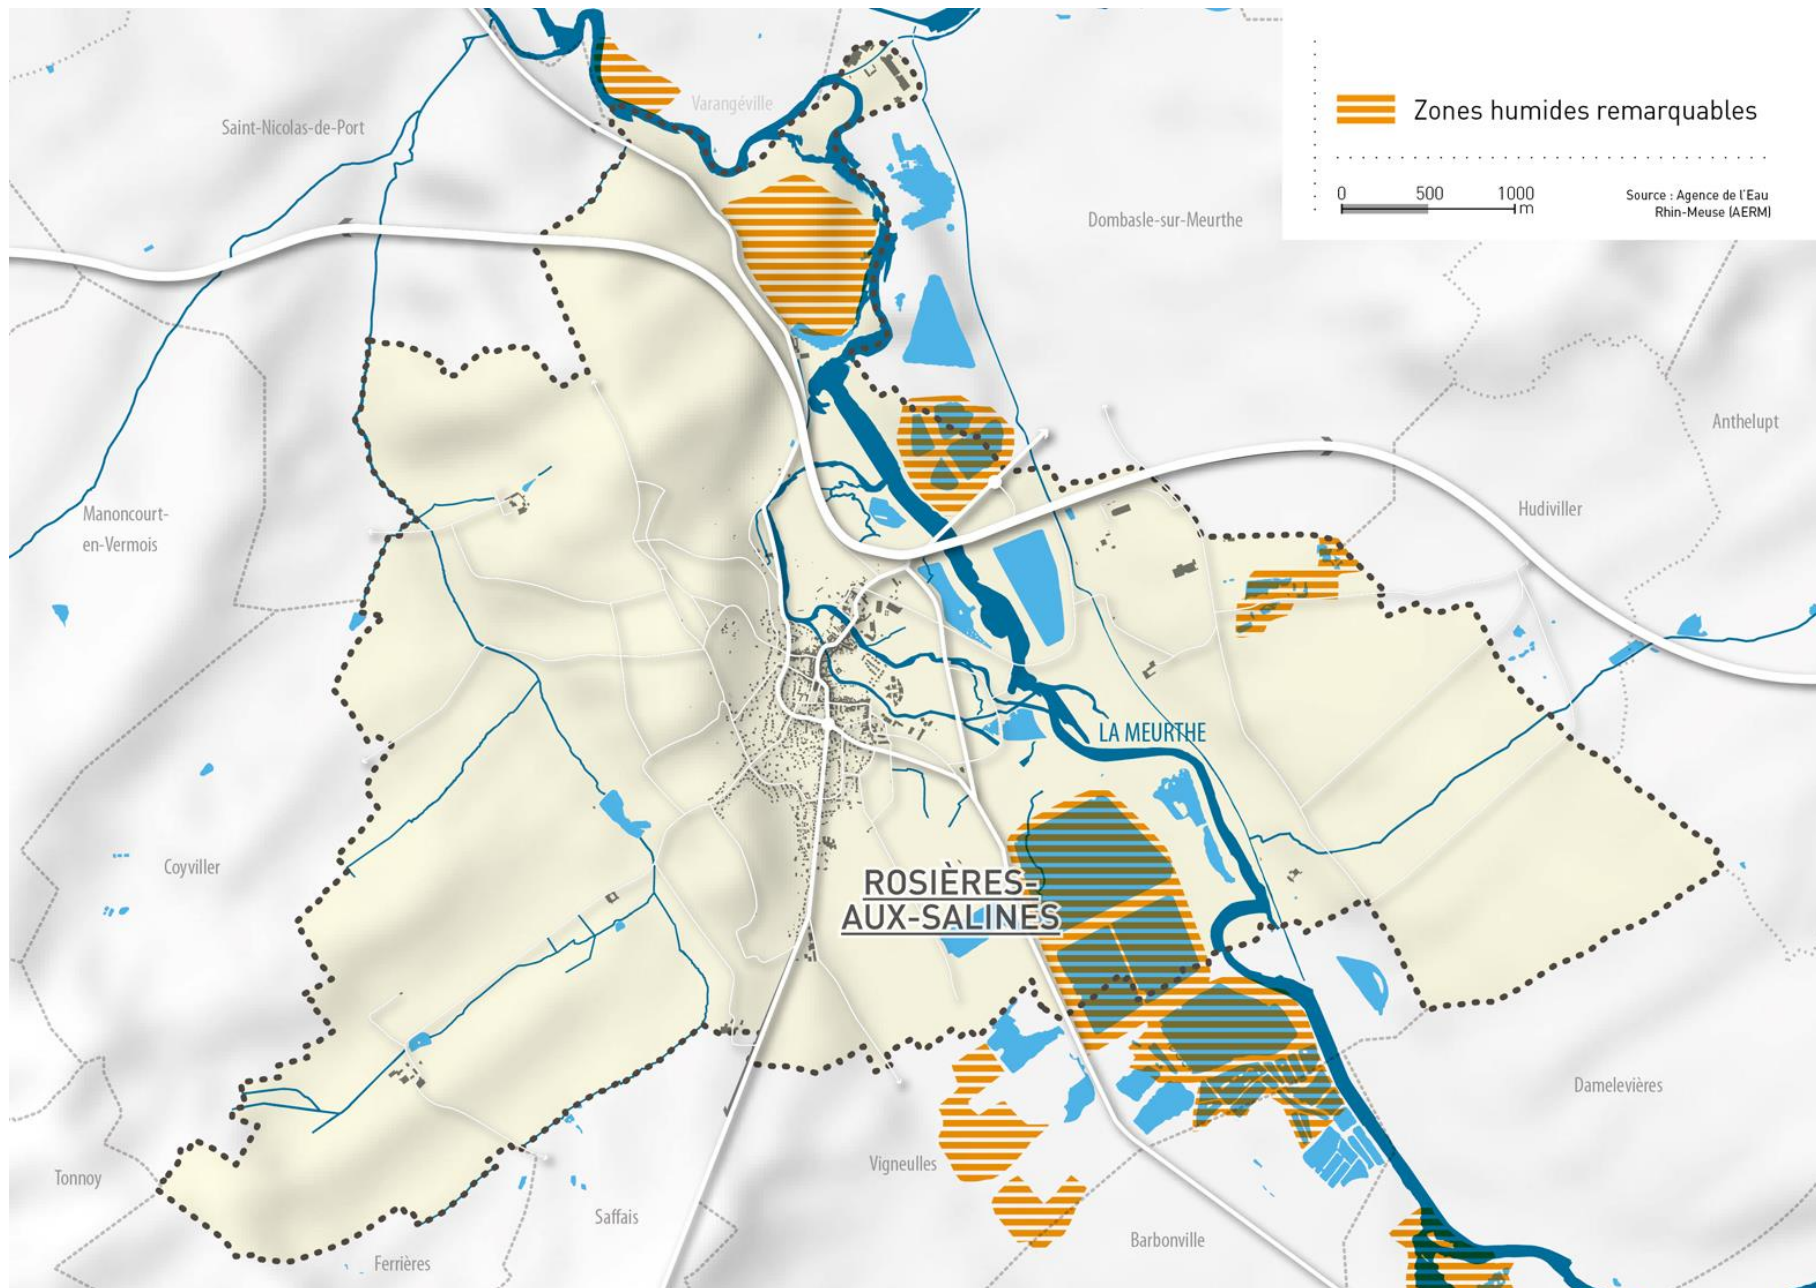 Zones humides remarquables
0 500 1000
m
Source : Agence de l'Eau
Rhin-Meuse (AERM)
Varangéville
Saint-Nicolas-de-Port
Dombasle-sur-Meurthe
Anthelupt
Hudiviller
Manoncourt-
en-Vermois
LA MEURTHE
Coyviller
ROSIÈRES-
AUX-SALINES
Damelevières
Vigneulles
Tonnoy
Saffais
Barbonville
Ferrières